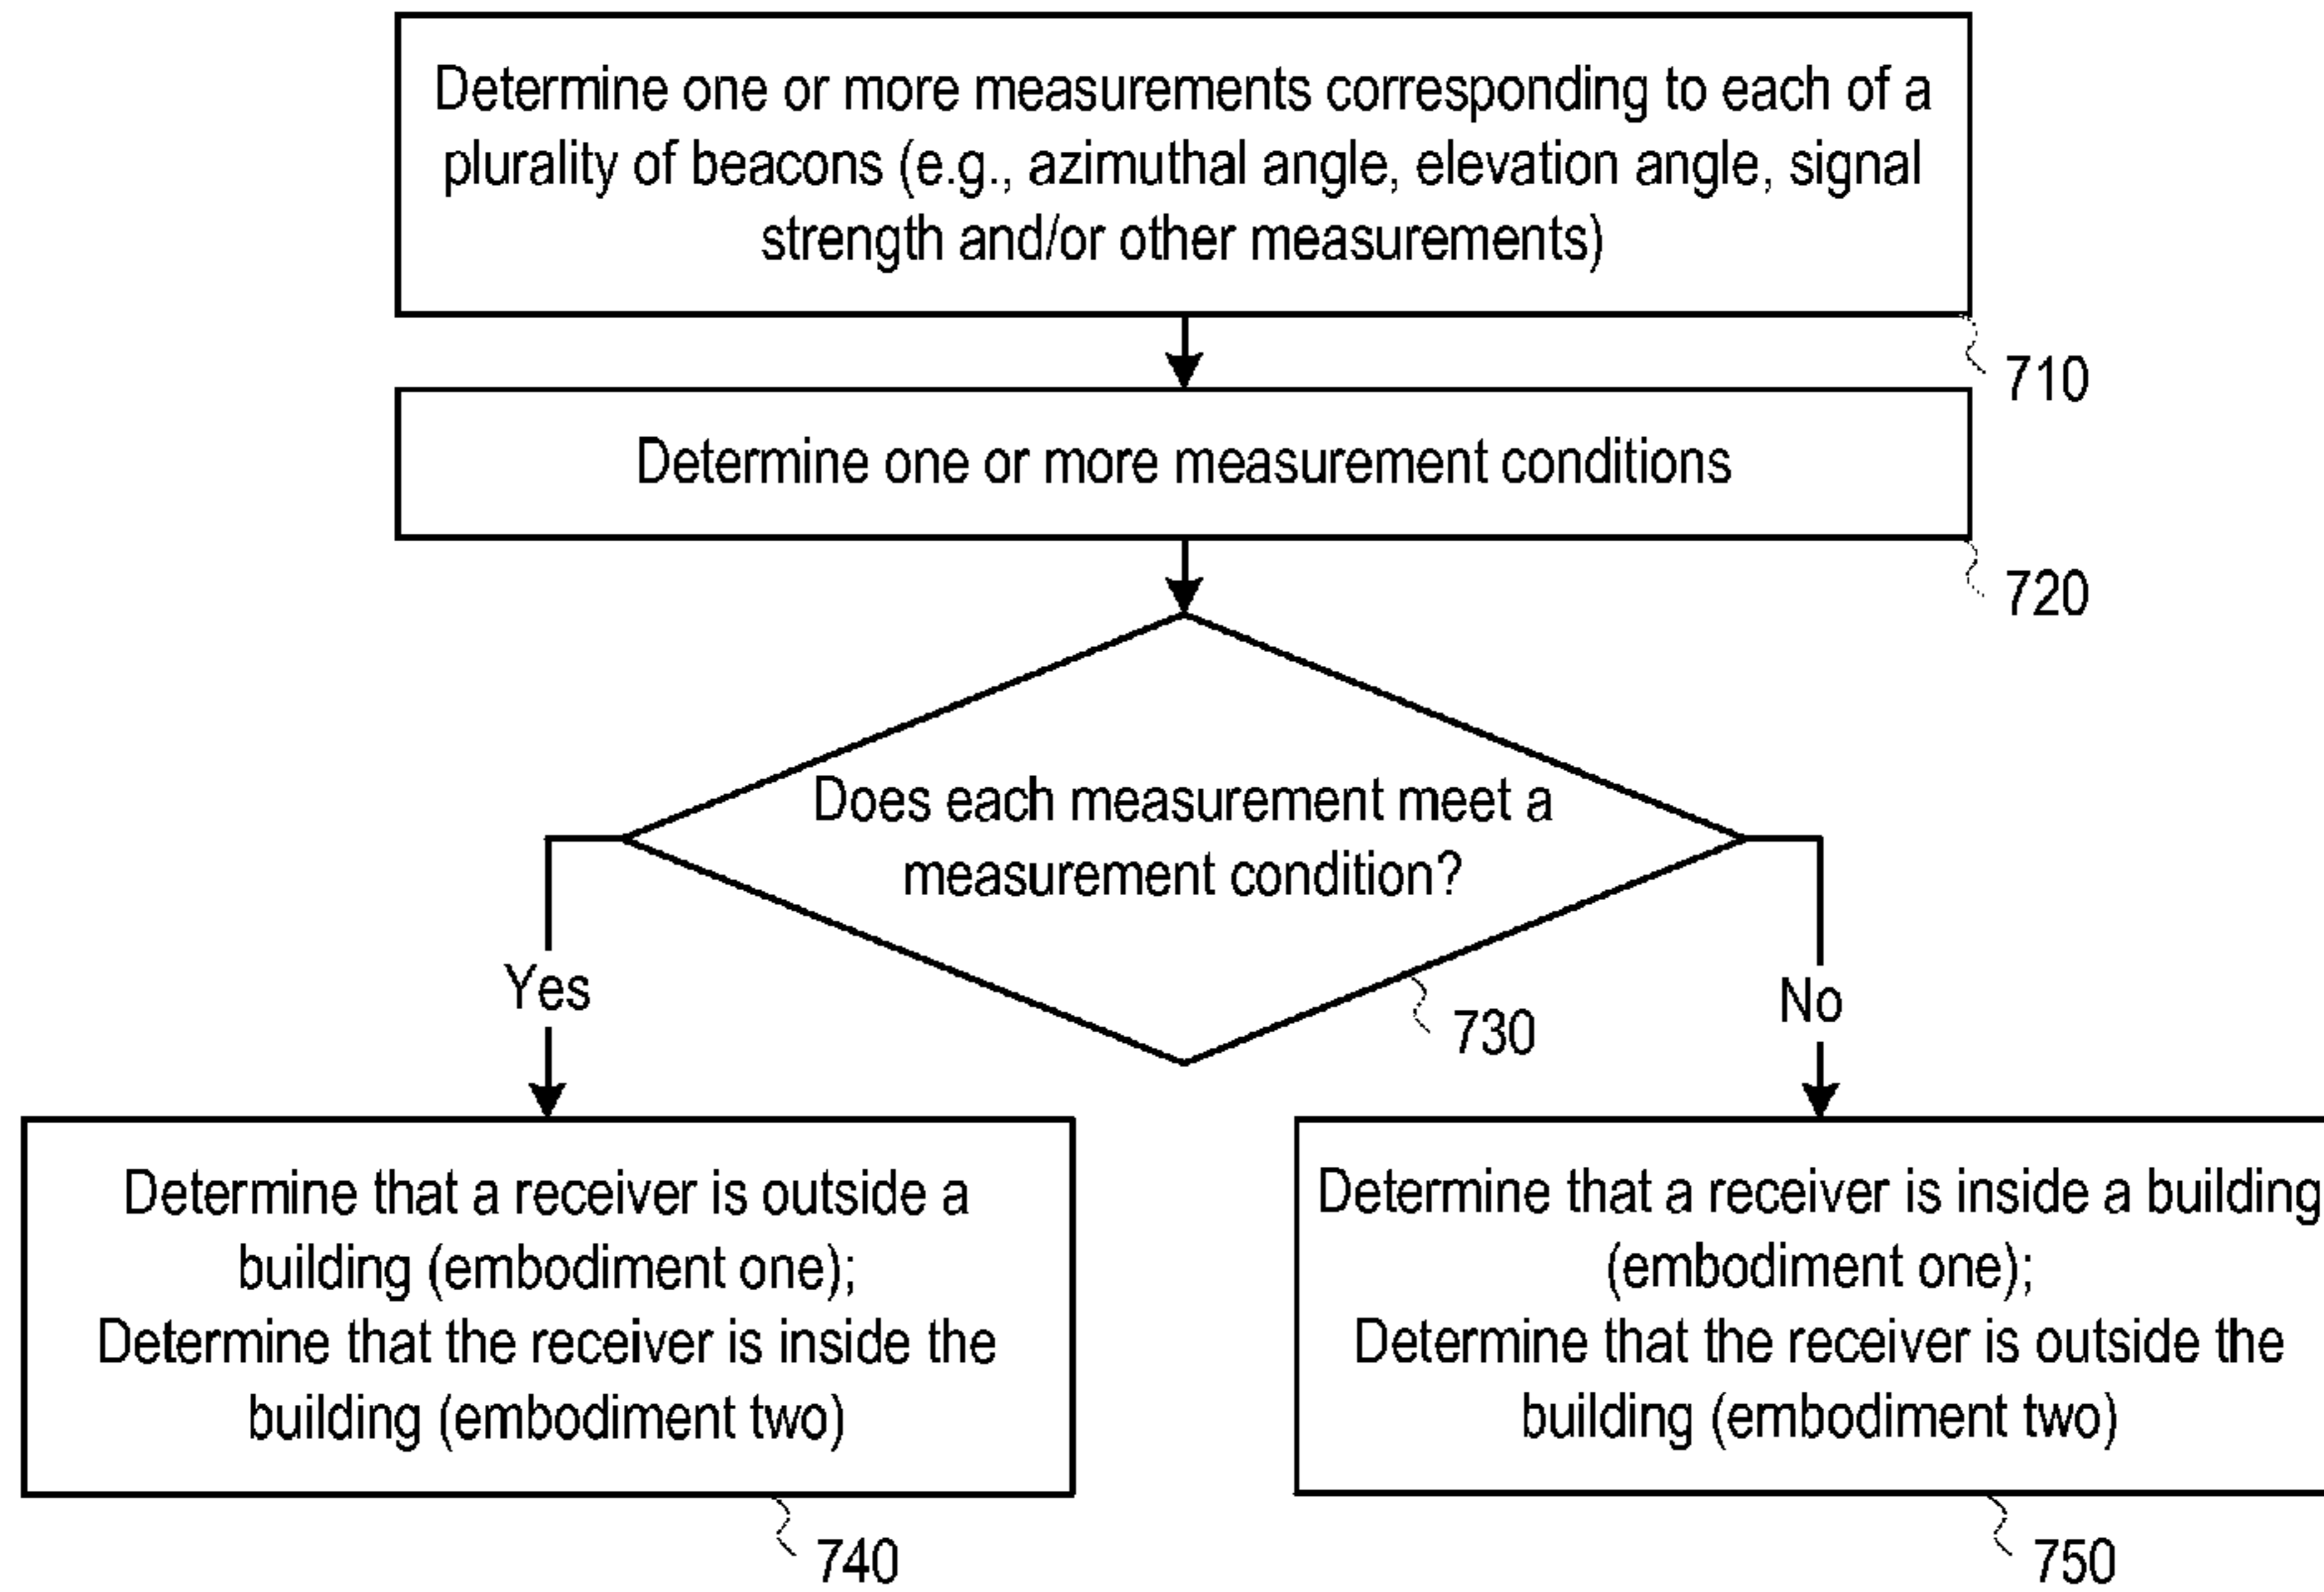 Determine one or more measurements corresponding to each of a
plurality of beacons (e.g., azimuthal angle, elevation angle, signal
strength and/or other measurements)
710
Determine one or more measurement conditions
720
Does each measurement meet a
measurement condition?
730
Yes
No
Determine that a receiver is outside a
building (embodiment one);
Determine that the receiver is inside the
building (embodiment two)
740
Determine that a receiver is inside a building
(embodiment one);
Determine that the receiver is outside the
building (embodiment two)
750